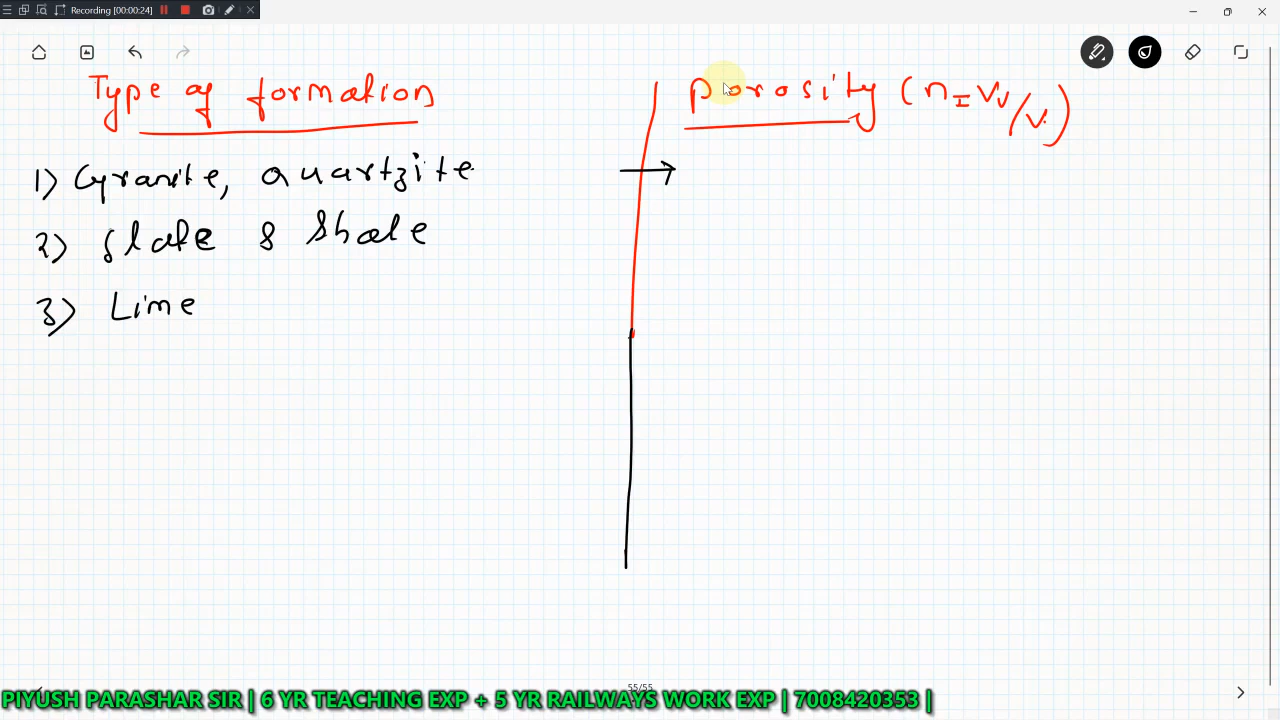 Recording [00:00:24]
Type of formation
Porosity (n = Vv/V.)
1) Granite, Quartzite
2) Slate & Shale
3) Lime
55/55
PIYUSH PARASHAR SIR | 6 YR TEACHING EXP + 5 YR RAILWAYS WORK EXP | 7008420353 |